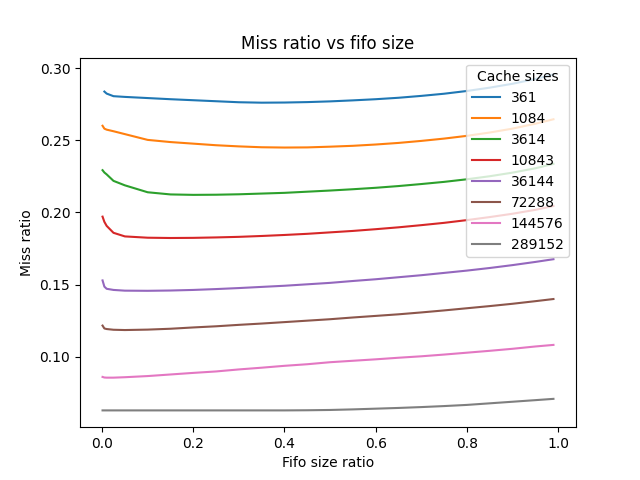 Miss ratio vs fifo size
Miss ratio
0.30
0.25
0.20
0.15
0.10
Cache sizes
361
1084
3614
10843
36144
72288
144576
289152
0.0 0.2 0.4 0.6 0.8 1.0
Fifo size ratio